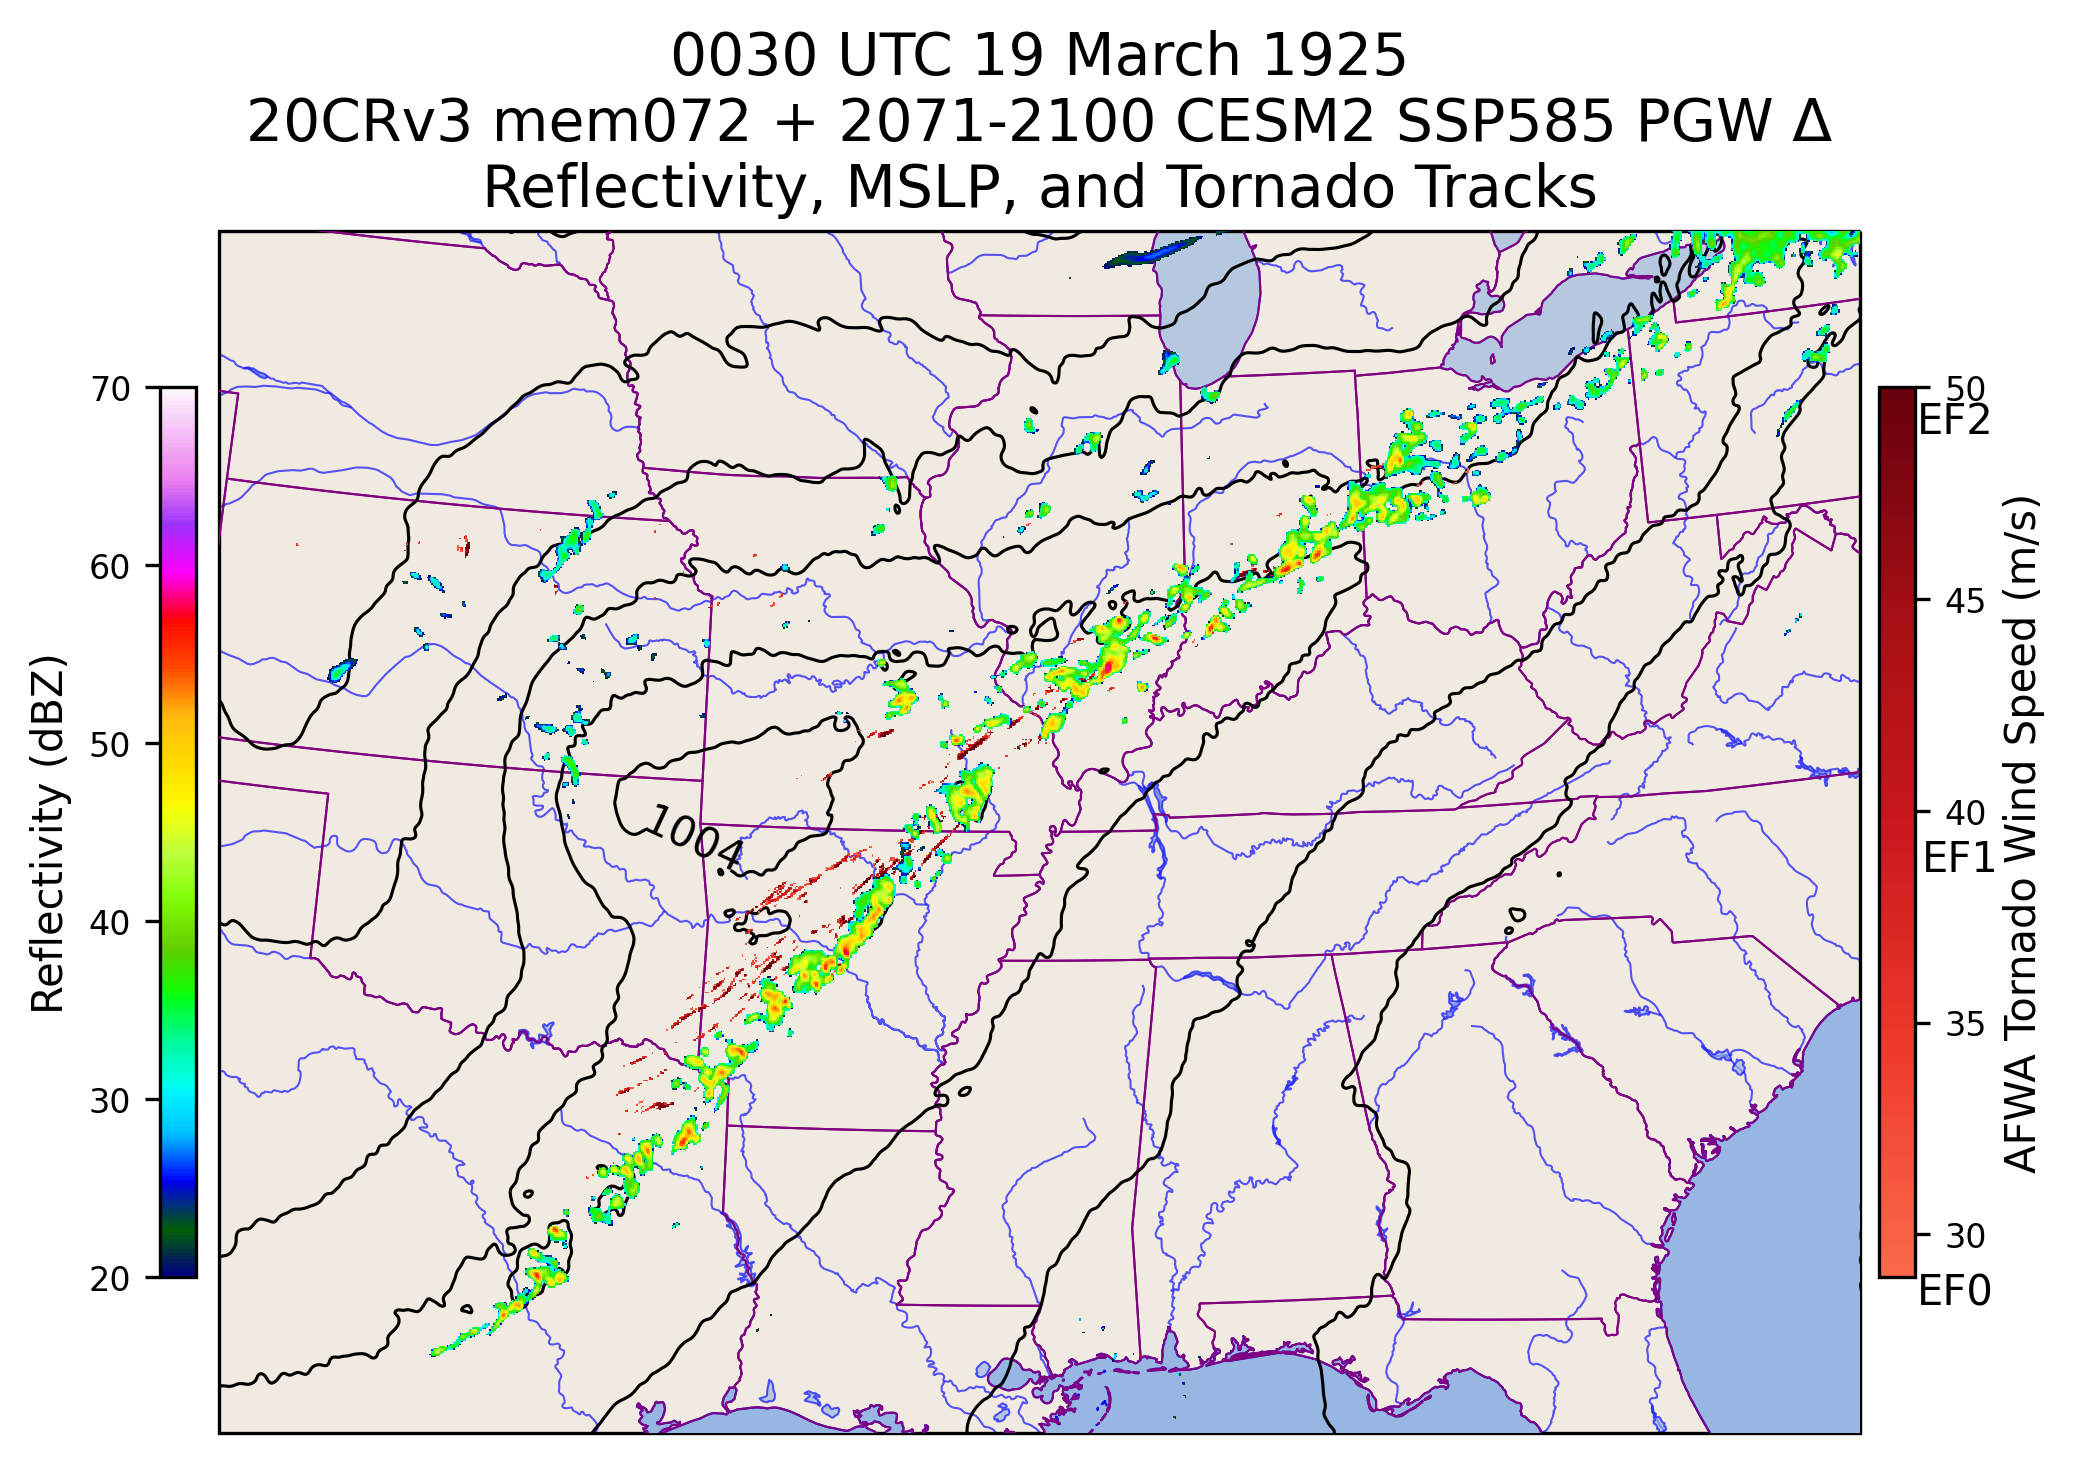 0030 UTC 19 March 1925
20CRv3 mem072 + 2071-2100 CESM2 SSP585 PGW Δ
Reflectivity, MSLP, and Tornado Tracks
70
60
50
40
30
20
Reflectivity (dBZ)
1004
50
EF2
45
40
EF1
35
30
EF0
AFWA Tornado Wind Speed (m/s)